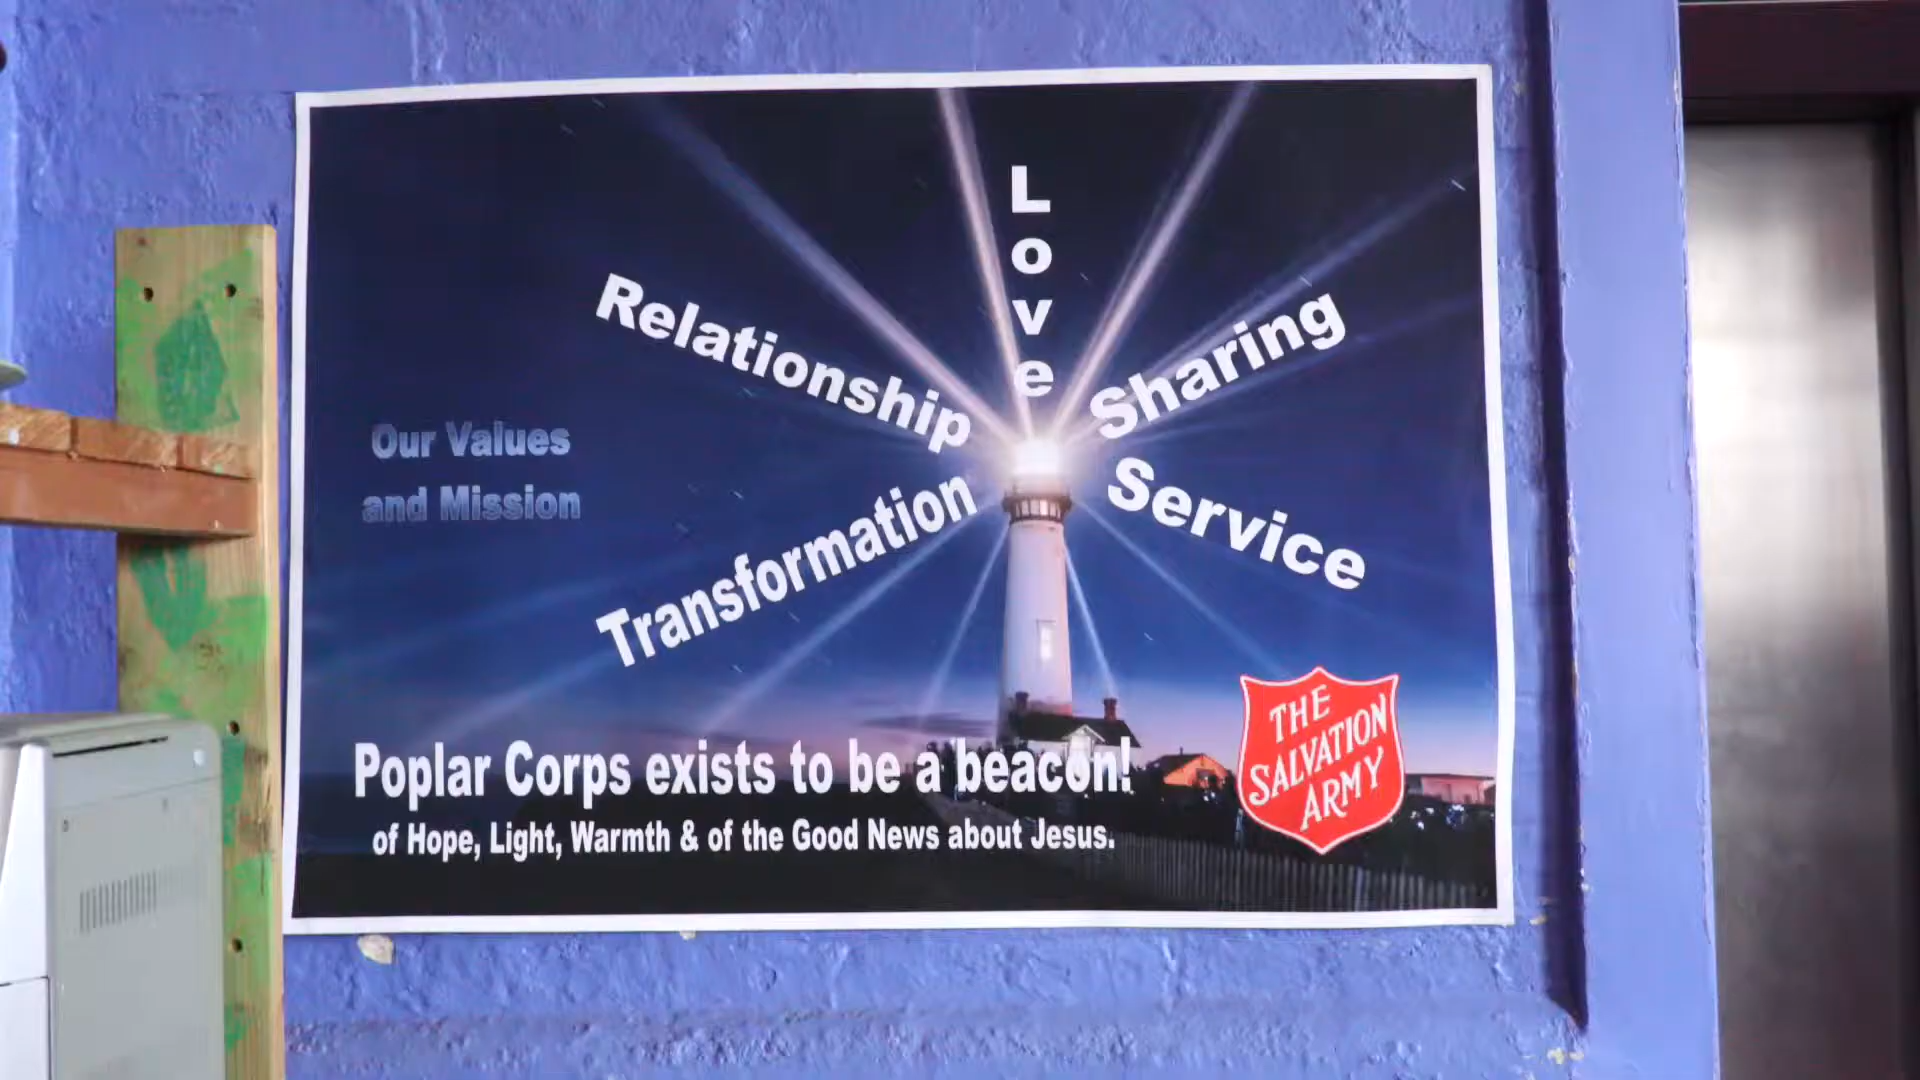 Love
Relationship
Sharing
Our Values
and Mission
Transformation
Service
Poplar Corps exists to be a beacon!
of Hope, Light, Warmth & of the Good News about Jesus.
THE
SALVATION
ARMY